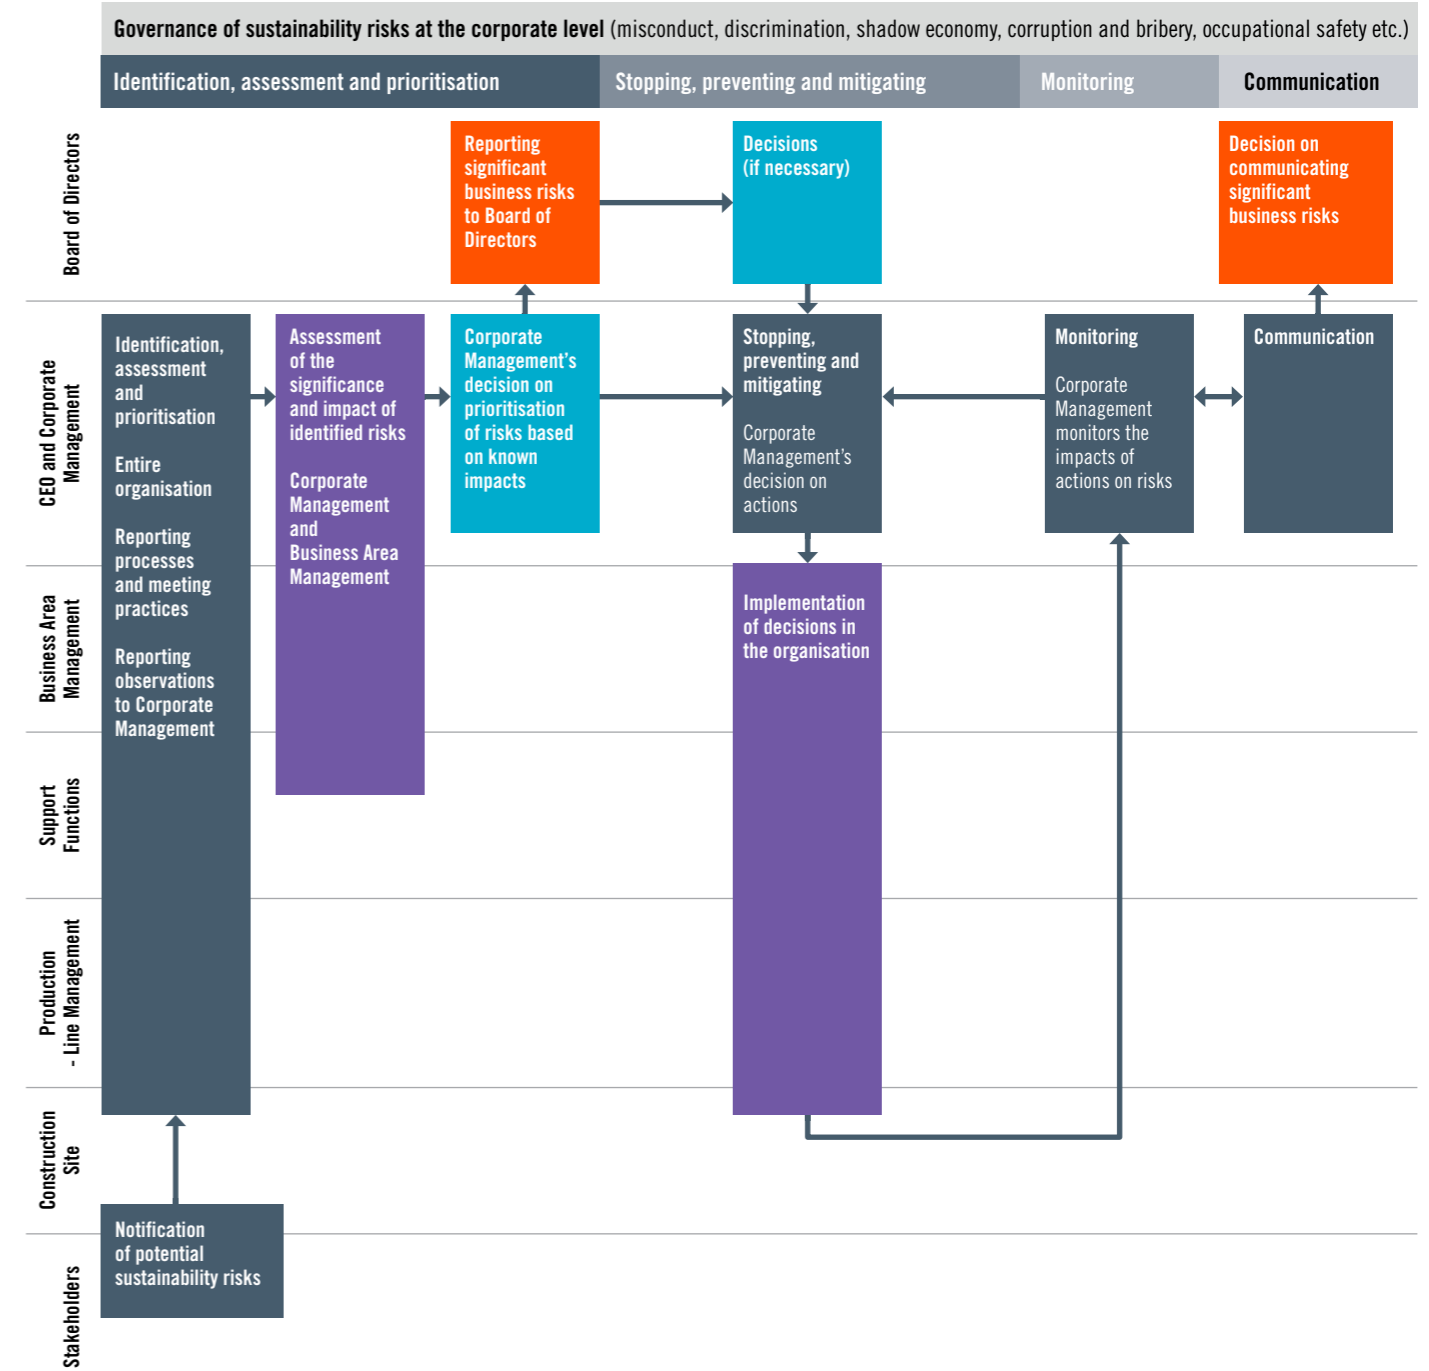 Governance of sustainability risks at the corporate level (misconduct, discrimination, shadow economy, corruption and bribery, occupational safety etc.)
Identification, assessment and prioritisation
Stopping, preventing and mitigating
Monitoring
Communication
Board of Directors
Reporting
significant
business risks
to Board of
Directors
Decisions
(if necessary)
Decision on
communicating
significant
business risks
CEO and Corporate
Management
Identification,
assessment
and
prioritisation
Entire
organisation
Reporting
processes
and meeting
practices
Reporting
observations
to Corporate
Management
Assessment
of the
significance
and impact of
identified risks
Corporate
Management
and
Business Area
Management
Corporate
Management’s
decision on
prioritisation
of risks based
on known
impacts
Stopping,
preventing and
mitigating
Corporate
Management’s
decision on
actions
Monitoring
Corporate
Management
monitors the
impacts of
actions on risks
Communication
Business Area
Management
Implementation
of decisions in
the organisation
Support
Functions
Production
- Line Management
Construction
Site
Notification
of potential
sustainability risks
Stakeholders